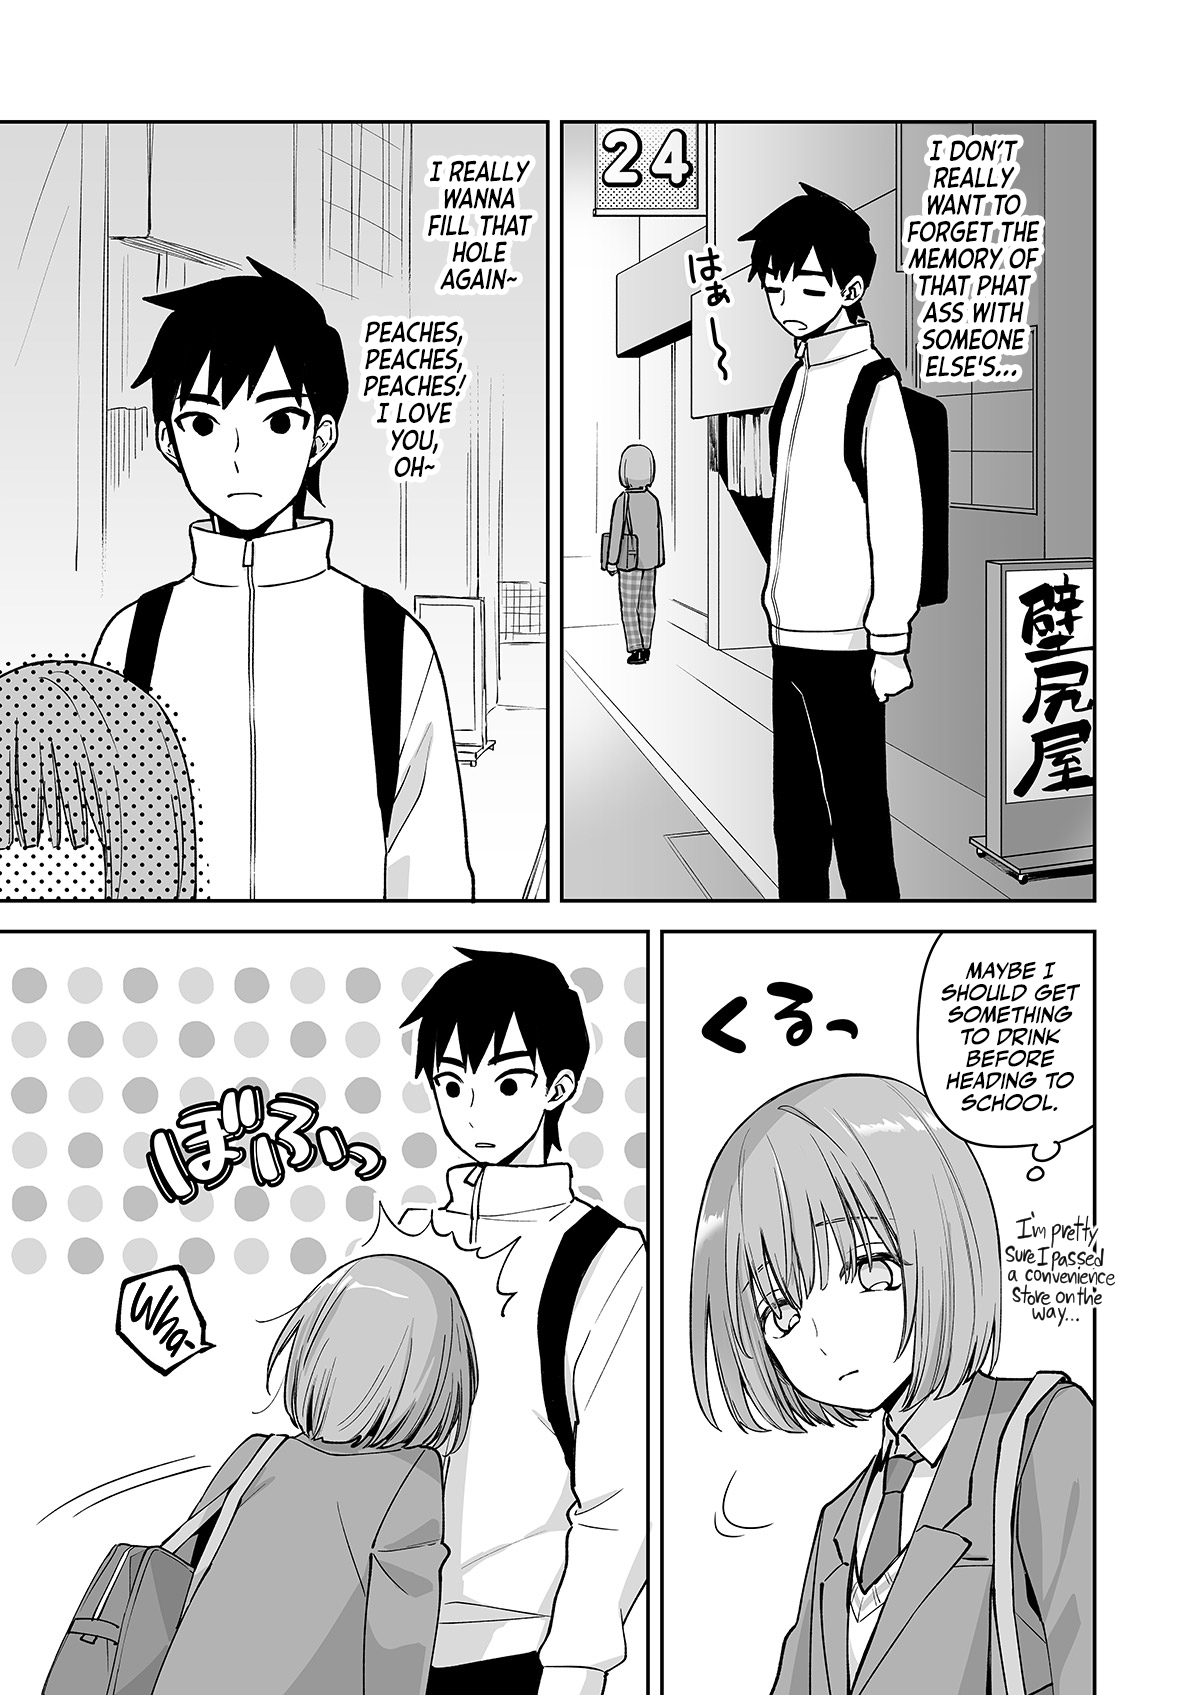 I DON'T
REALLY
WANT TO
FORGET THE
MEMORY OF
THAT PHAT
ASS WITH
SOMEONE
ELSE'S...
24
はぁ～
壁尻屋
I REALLY
WANNA
FILL THAT
HOLE
AGAIN~
PEACHES,
PEACHES,
PEACHES!
I LOVE
YOU,
OH~
MAYBE I
SHOULD GET
SOMETHING
TO DRINK
BEFORE
HEADING TO
SCHOOL.
くるっ
I'm pretty
sure I passed
a convenience
store on the
way...
ぼふっ
Wha-